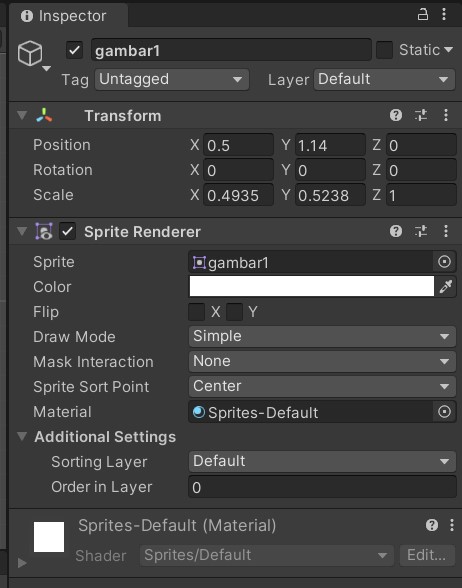 Inspector
gambar1 Static
Tag Untagged Layer Default
Transform
Position X 0.5 Y 1.14 Z 0
Rotation X 0 Y 0 Z 0
Scale X 0.4935 Y 0.5238 Z 1
Sprite Renderer
Sprite gambar1
Color
Flip X Y
Draw Mode Simple
Mask Interaction None
Sprite Sort Point Center
Material Sprites-Default
Additional Settings
Sorting Layer Default
Order in Layer 0
Sprites-Default (Material)
Shader Sprites/Default Edit...